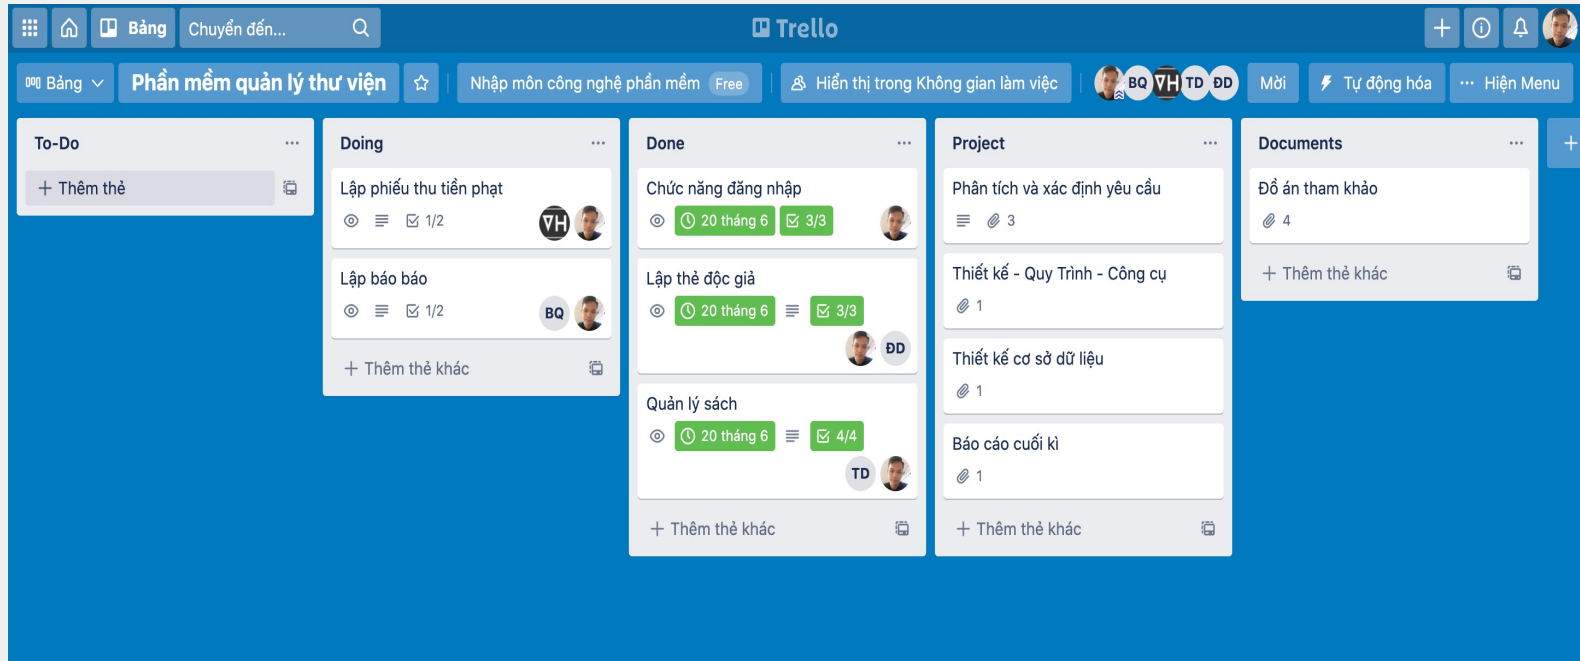 Bảng
Chuyển đến...
Trello
Bảng
Phần mềm quản lý thư viện
Nhập môn công nghệ phần mềm Free
Hiển thị trong Không gian làm việc
BQ VH TD ĐD
Mời
Tự động hóa
··· Hiện Menu
To-Do
+ Thêm thẻ
Doing
Lập phiếu thu tiền phạt
1/2
VH
Lập báo báo
1/2
BQ
+ Thêm thẻ khác
Done
Chức năng đăng nhập
20 tháng 6 3/3
Lập thẻ độc giả
20 tháng 6 3/3
ĐD
Quản lý sách
20 tháng 6 4/4
TD
+ Thêm thẻ khác
Project
Phân tích và xác định yêu cầu
3
Thiết kế - Quy Trình - Công cụ
1
Thiết kế cơ sở dữ liệu
1
Báo cáo cuối kì
1
+ Thêm thẻ khác
Documents
Đồ án tham khảo
4
+ Thêm thẻ khác